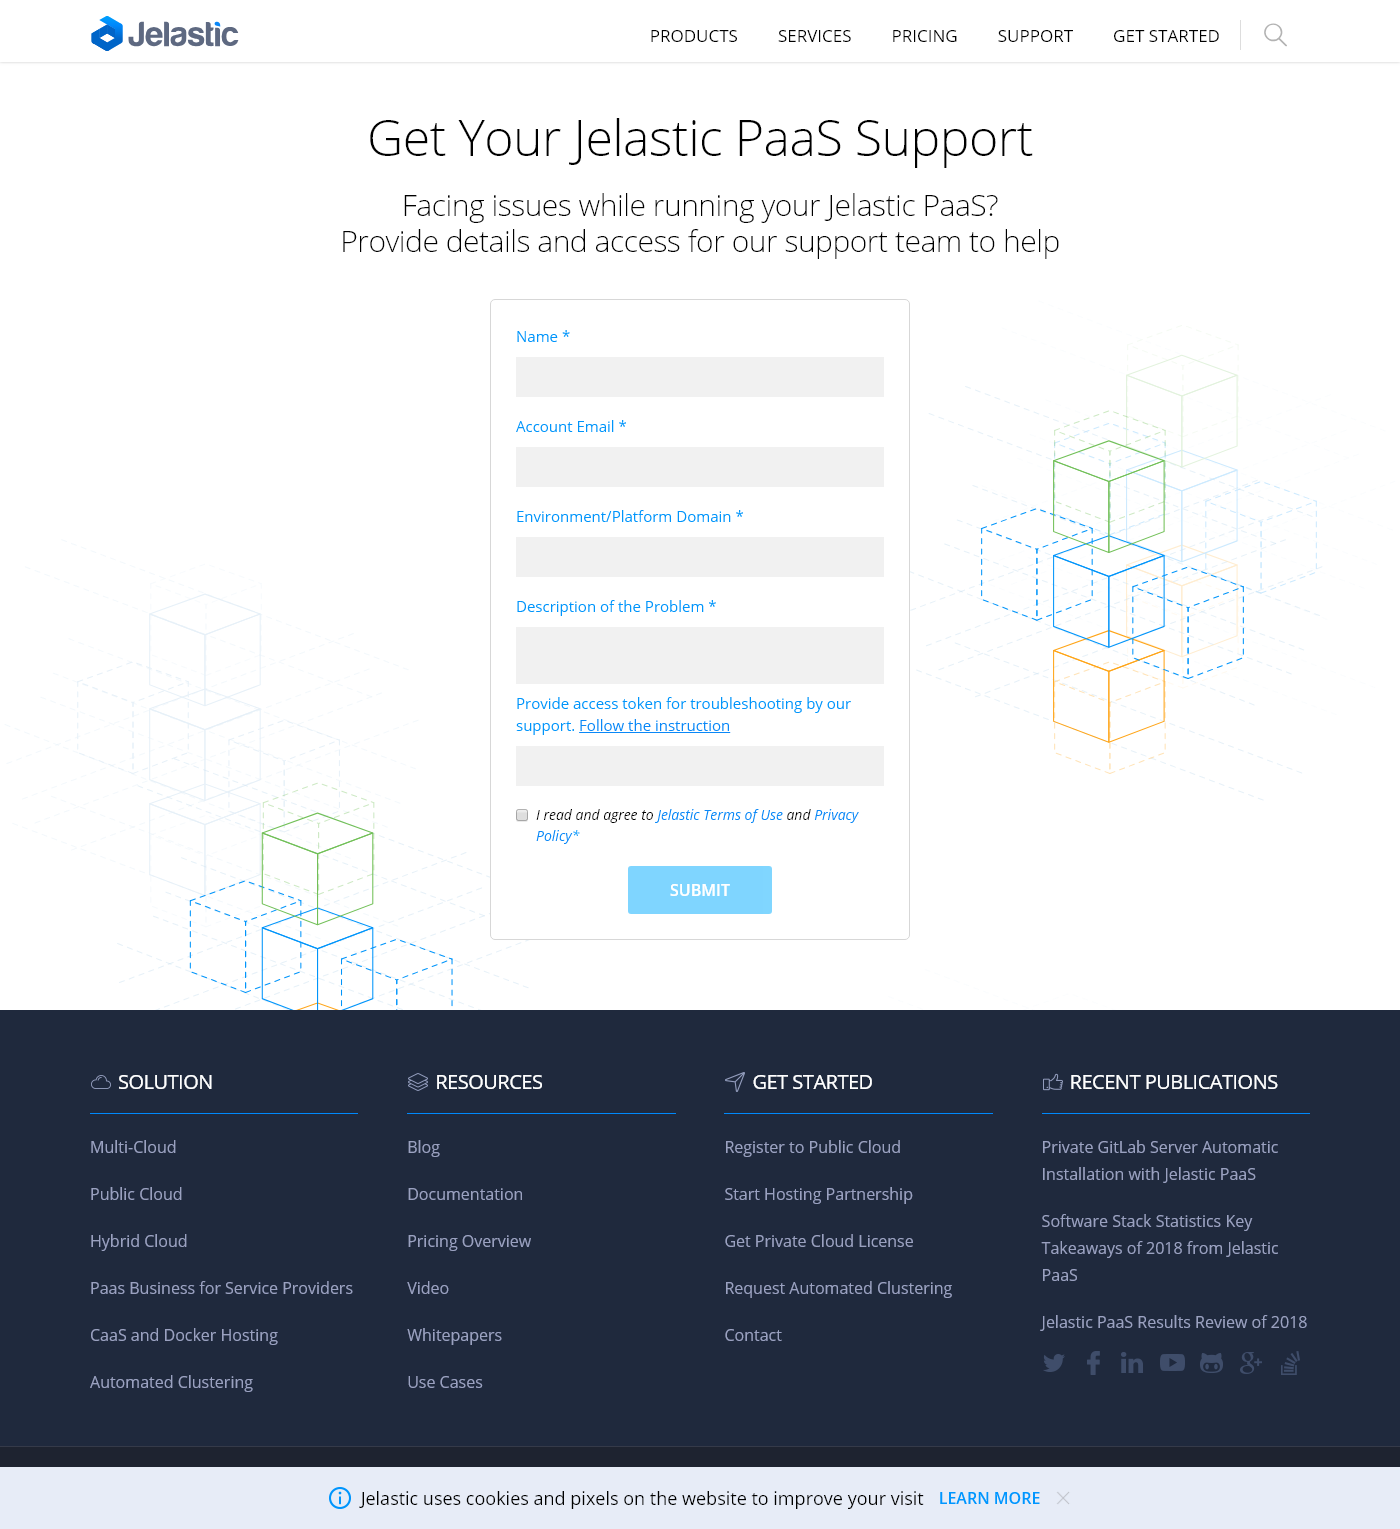 Jelastic
PRODUCTS
SERVICES
PRICING
SUPPORT
GET STARTED
Get Your Jelastic PaaS Support
Facing issues while running your Jelastic PaaS?
Provide details and access for our support team to help
Name *
Account Email *
Environment/Platform Domain *
Description of the Problem *
Provide access token for troubleshooting by our
support. Follow the instruction
I read and agree to Jelastic Terms of Use and Privacy
Policy*
SUBMIT
SOLUTION
Multi-Cloud
Public Cloud
Hybrid Cloud
Paas Business for Service Providers
CaaS and Docker Hosting
Automated Clustering
RESOURCES
Blog
Documentation
Pricing Overview
Video
Whitepapers
Use Cases
GET STARTED
Register to Public Cloud
Start Hosting Partnership
Get Private Cloud License
Request Automated Clustering
Contact
RECENT PUBLICATIONS
Private GitLab Server Automatic
Installation with Jelastic PaaS
Software Stack Statistics Key
Takeaways of 2018 from Jelastic
PaaS
Jelastic PaaS Results Review of 2018
Jelastic uses cookies and pixels on the website to improve your visit
LEARN MORE